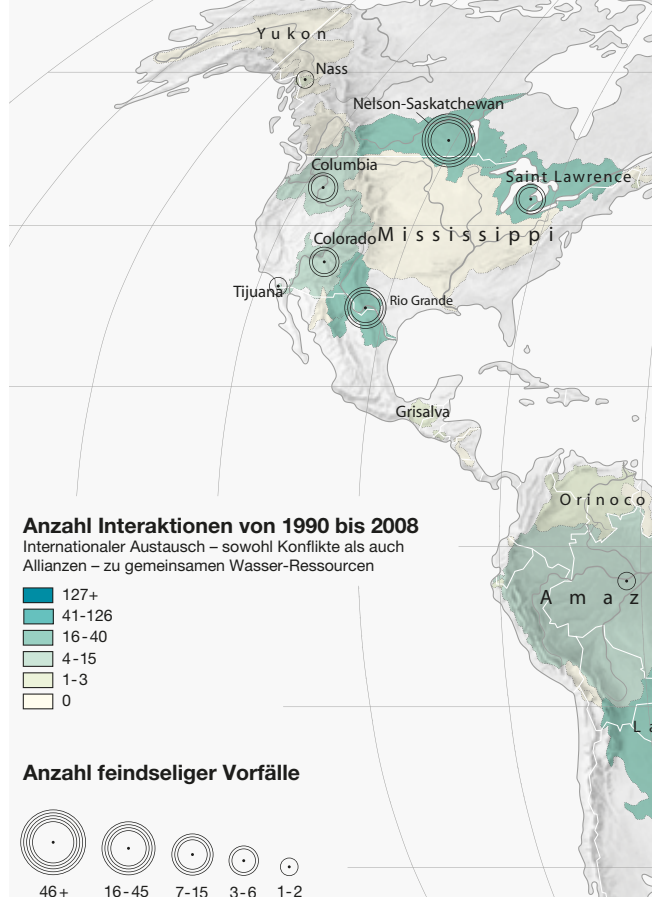 Yukon
Nass
Nelson-Saskatchewan
Columbia
Saint Lawrence
Colorado
Mississippi
Tijuana
Rio Grande
Grisalva
Orinoco
Amaz
La
Anzahl Interaktionen von 1990 bis 2008
Internationaler Austausch – sowohl Konflikte als auch
Allianzen – zu gemeinsamen Wasser-Ressourcen
127+
41-126
16-40
4-15
1-3
0
Anzahl feindseliger Vorfälle
46+ 16-45 7-15 3-6 1-2